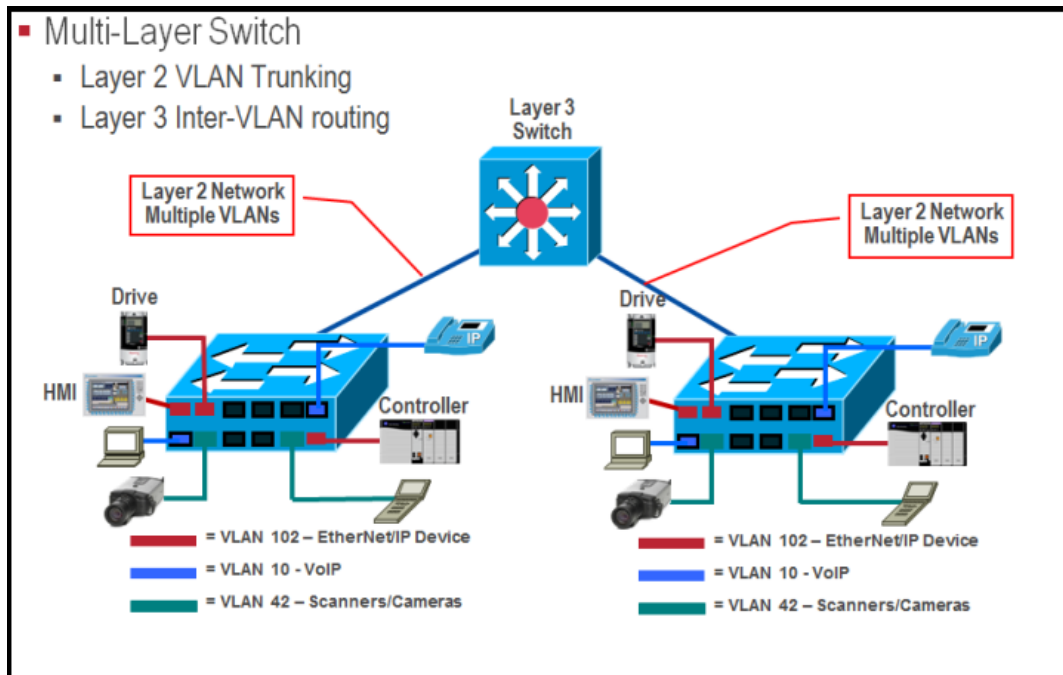 Multi-Layer Switch
Layer 2 VLAN Trunking
Layer 3 Inter-VLAN routing
Layer 3
Switch
Layer 2 Network
Multiple VLANs
Layer 2 Network
Multiple VLANs
Drive
IP
HMI
Controller
= VLAN 102 – EtherNet/IP Device
= VLAN 10 - VoIP
= VLAN 42 – Scanners/Cameras
Drive
IP
HMI
Controller
= VLAN 102 – EtherNet/IP Device
= VLAN 10 - VoIP
= VLAN 42 – Scanners/Cameras